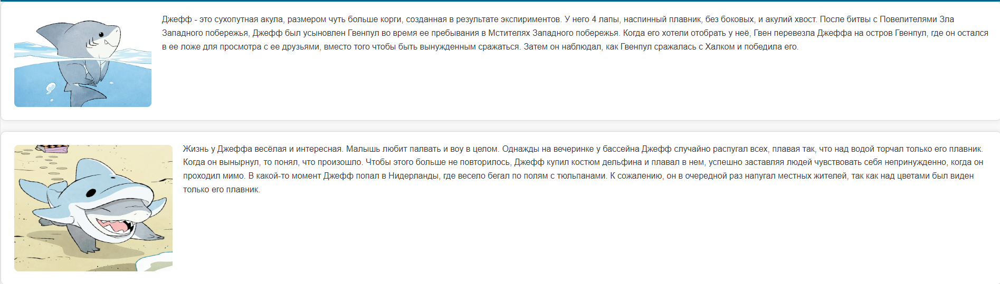 Джефф - это сухопутная акула, размером чуть больше корги, созданная в результате экспериментов. У него 4 лапы, наспинный плавник, без боковых, и акулий хвост. После битвы с Повелителями Зла
Западного побережья, Джефф был усыновлен Гвенпул во время ее пребывания в Мстителях Западного побережья. Когда его хотели отобрать у неё, Гвен перевезла Джеффа на остров Гвенпул, где он остался
в ее ложе для просмотра с ее друзьями, вместо того чтобы быть вынужденным сражаться. Затем он наблюдал, как Гвенпул сражалась с Халком и победила его.
Жизнь у Джеффа весёлая и интересная. Малышь любит палвать и воу в целом. Однажды на вечеринке у бассейна Джефф случайно распугал всех, плавая так, что над водой торчал только его плавник.
Когда он вынырнул, то понял, что произошло. Чтобы этого больше не повторилось, Джефф купил костюм дельфина и плавал в нем, успешно заставляя людей чувствовать себя непринужденно, когда он
проходил мимо. В какой-то момент Джефф попал в Нидерланды, где весело бегал по полям с тюльпанами. К сожалению, он в очередной раз напугал местных жителей, так как над цветами был виден
только его плавник.